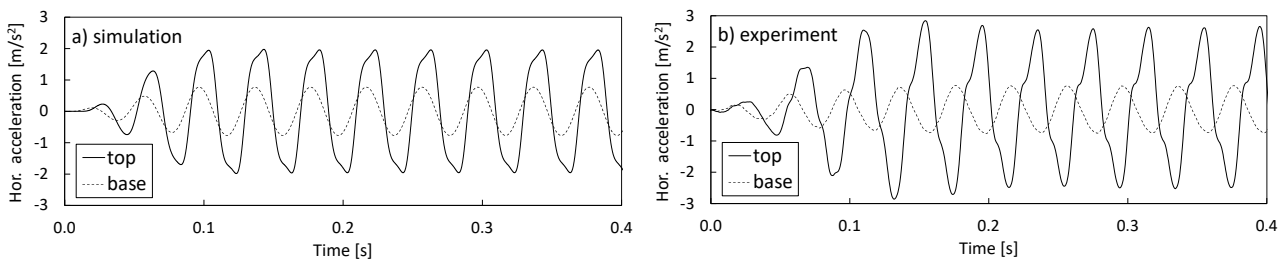 a) simulation
Hor. acceleration [m/s²]
3
2
1
0
-1
-2
-3
top
base
0.0 0.1 0.2 0.3 0.4
Time [s]
b) experiment
Hor. acceleration [m/s²]
3
2
1
0
-1
-2
-3
top
base
0.0 0.1 0.2 0.3 0.4
Time [s]